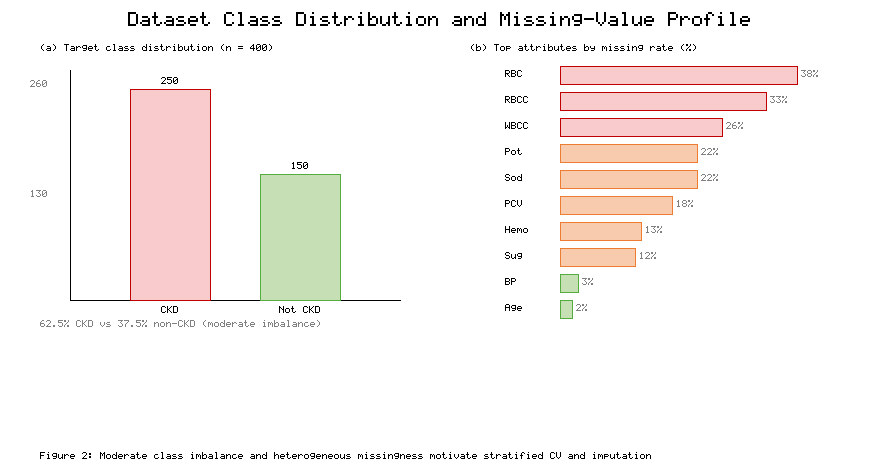 Dataset Class Distribution and Missing-Value Profile
(a) Target class distribution (n = 400)
260
130
250
150
CKD
Not CKD
62.5% CKD vs 37.5% non-CKD (moderate imbalance)
(b) Top attributes by missing rate (%)
RBC 38%
RBCC 33%
WBCC 26%
Pot 22%
Sod 22%
PCV 18%
Hemo 13%
Sug 12%
BP 3%
Age 2%
Figure 2: Moderate class imbalance and heterogeneous missingness motivate stratified CV and imputation